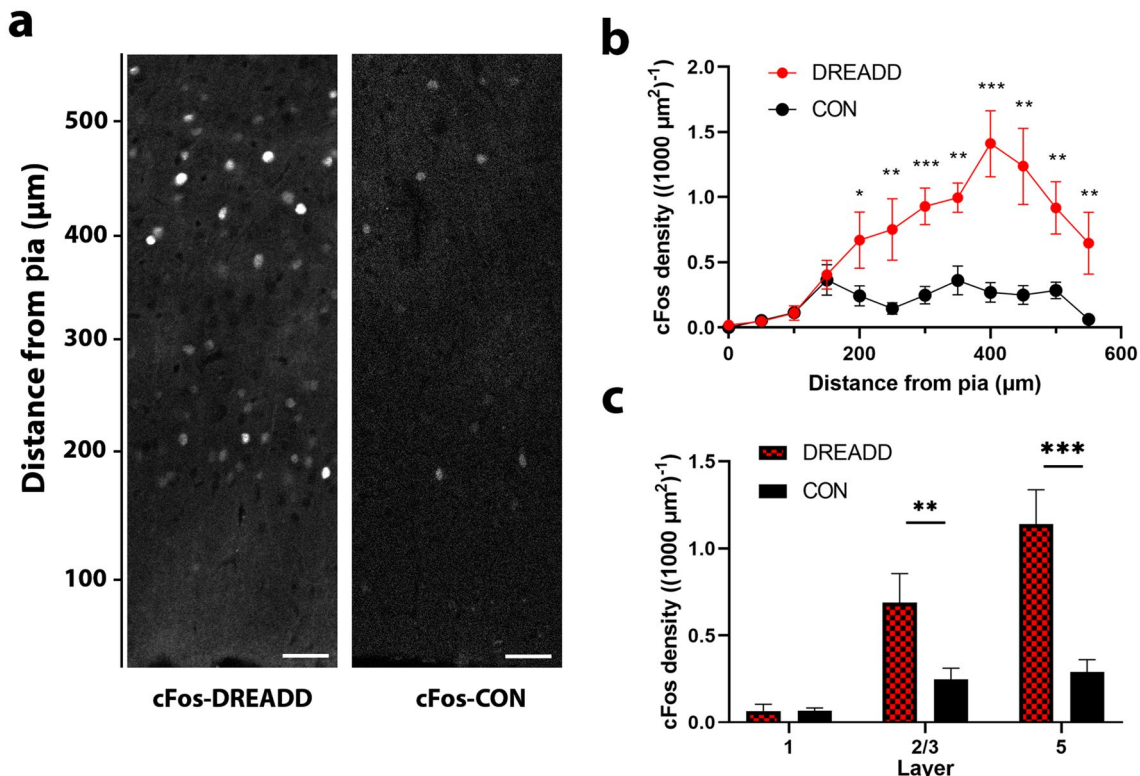 a
Distance from pia (µm)
500
400
300
200
100
cFos-DREADD
cFos-CON
b
cFos density ((1000 µm²)-¹)
2.0
1.5
1.0
0.5
0.0
DREADD
CON
*
**
***
**
***
**
**
**
0
200
400
600
Distance from pia (µm)
c
cFos density ((1000 µm²)-¹)
1.5
1.0
0.5
0.0
DREADD
CON
**
***
1
2/3
5
Layer